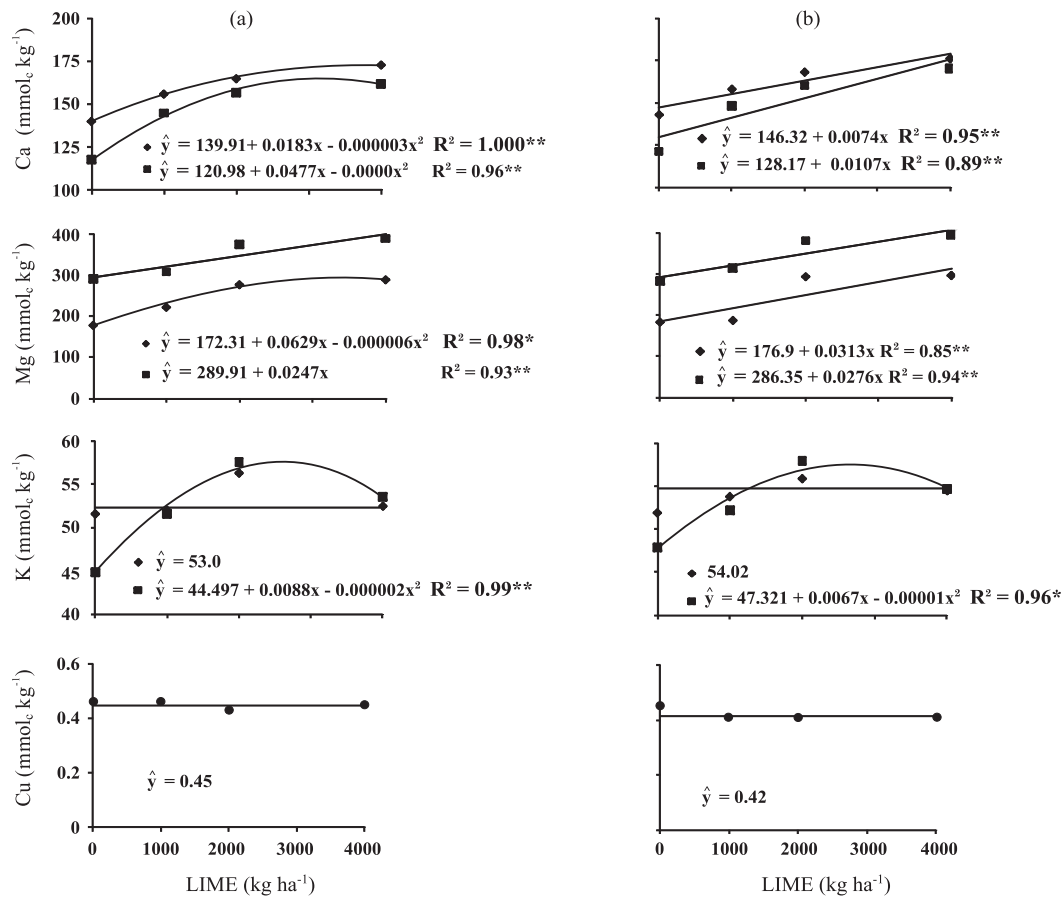 (a)
(b)
Ca (mmol꜀ kg⁻¹)
200
175
150
125
100
ŷ = 139.91+ 0.0183x - 0.000003x² R² = 1.000**
ŷ = 120.98 + 0.0477x - 0.0000x² R² = 0.96**
ŷ = 146.32 + 0.0074x R² = 0.95**
ŷ = 128.17 + 0.0107x R² = 0.89**
Mg (mmol꜀ kg⁻¹)
400
300
200
100
0
ŷ = 172.31 + 0.0629x - 0.000006x² R² = 0.98*
ŷ = 289.91 + 0.0247x R² = 0.93**
ŷ = 176.9 + 0.0313x R² = 0.85**
ŷ = 286.35 + 0.0276x R² = 0.94**
K (mmol꜀ kg⁻¹)
60
55
50
45
40
ŷ = 53.0
ŷ = 44.497 + 0.0088x - 0.000002x² R² = 0.99**
54.02
ŷ = 47.321 + 0.0067x - 0.00001x² R² = 0.96*
Cu (mmol꜀ kg⁻¹)
0.6
0.4
0.2
0
ŷ = 0.45
ŷ = 0.42
0 1000 2000 3000 4000
0 1000 2000 3000 4000
LIME (kg ha⁻¹)
LIME (kg ha⁻¹)